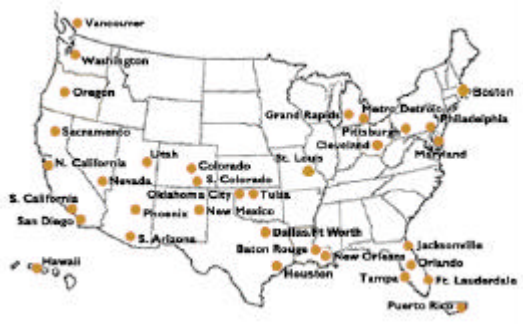 Vancouver
Washington
Oregon
Boston
Grand Rapids
Metro Detroit
Philadelphia
Pittsburgh
Sacramento
Cleveland
Maryland
N. California
Utah
Colorado
St. Louis
Nevada
S. Colorado
S. California
Oklahoma City
Tulsa
San Diego
Phoenix
New Mexico
S. Arizona
Dallas/Ft Worth
Baton Rouge
New Orleans
Jacksonville
Orlando
Hawaii
Houston
Tampa
Ft. Lauderdale
Puerto Rico